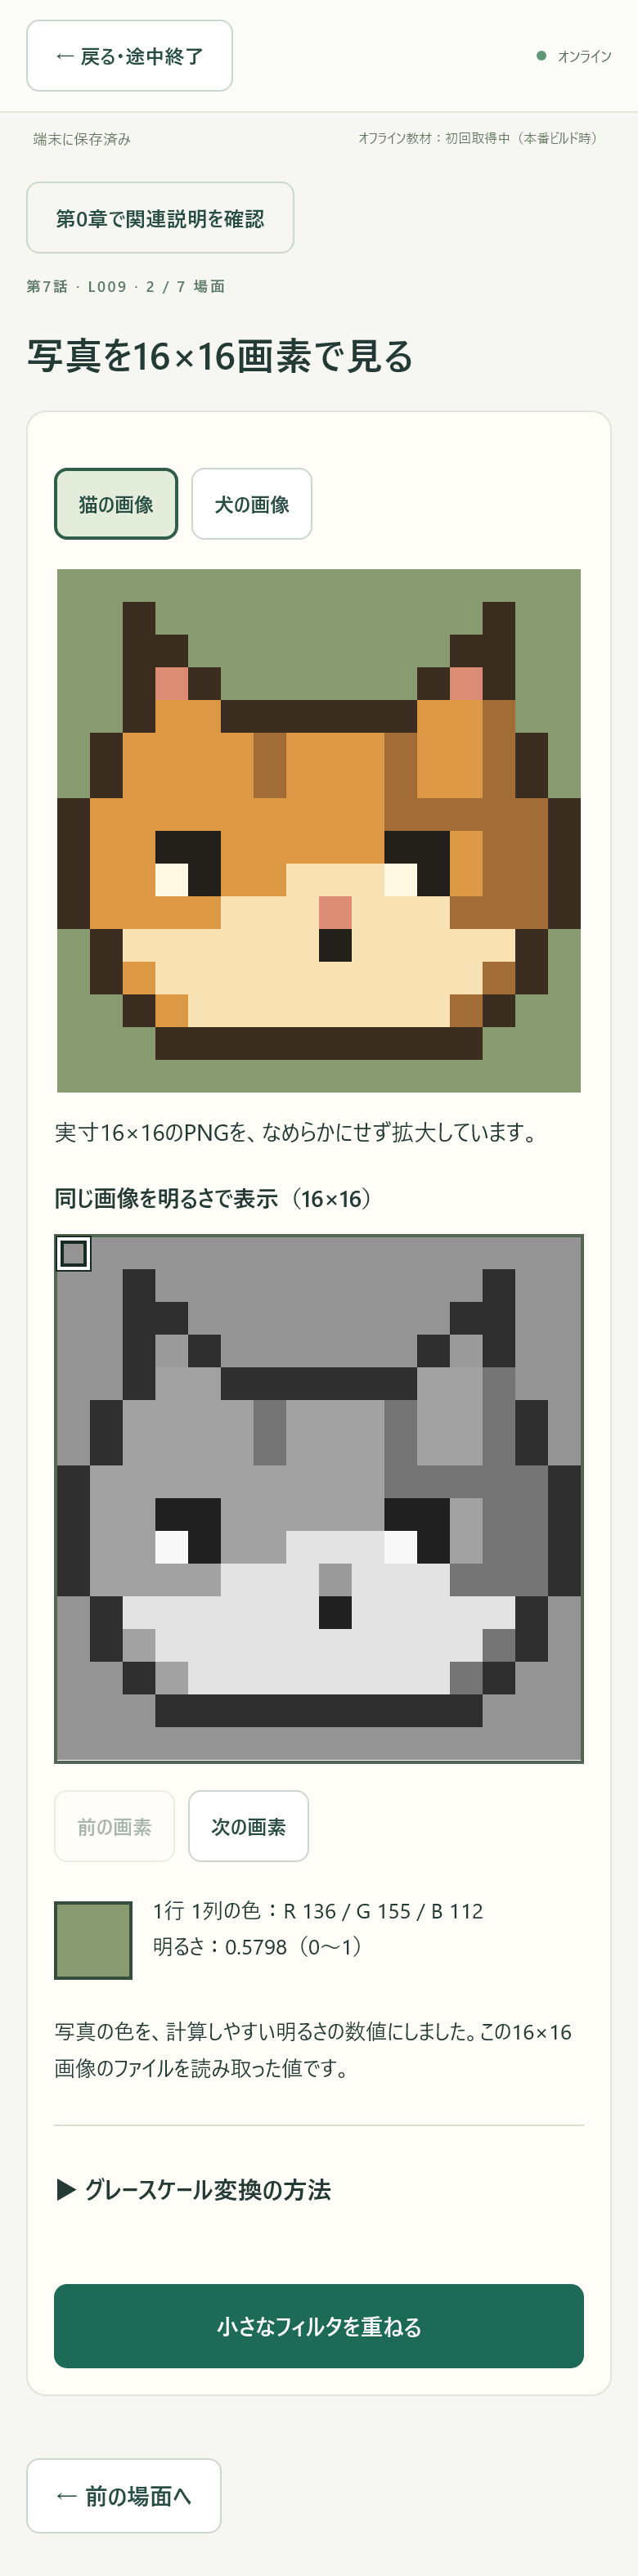 ← 戻る・途中終了
オンライン
端末に保存済み
オフライン教材：初回取得中（本番ビルド時）
第0章で関連説明を確認
第7話 · L009 · 2 / 7 場面
写真を16×16画素で見る
猫の画像
犬の画像
実寸16×16のPNGを、なめらかにせず拡大しています。
同じ画像を明るさで表示（16×16）
前の画素
次の画素
1行 1列の色：R 136 / G 155 / B 112
明るさ：0.5798（0〜1）
写真の色を、計算しやすい明るさの数値にしました。この16×16
画像のファイルを読み取った値です。
▶ グレースケール変換の方法
小さなフィルタを重ねる
← 前の場面へ